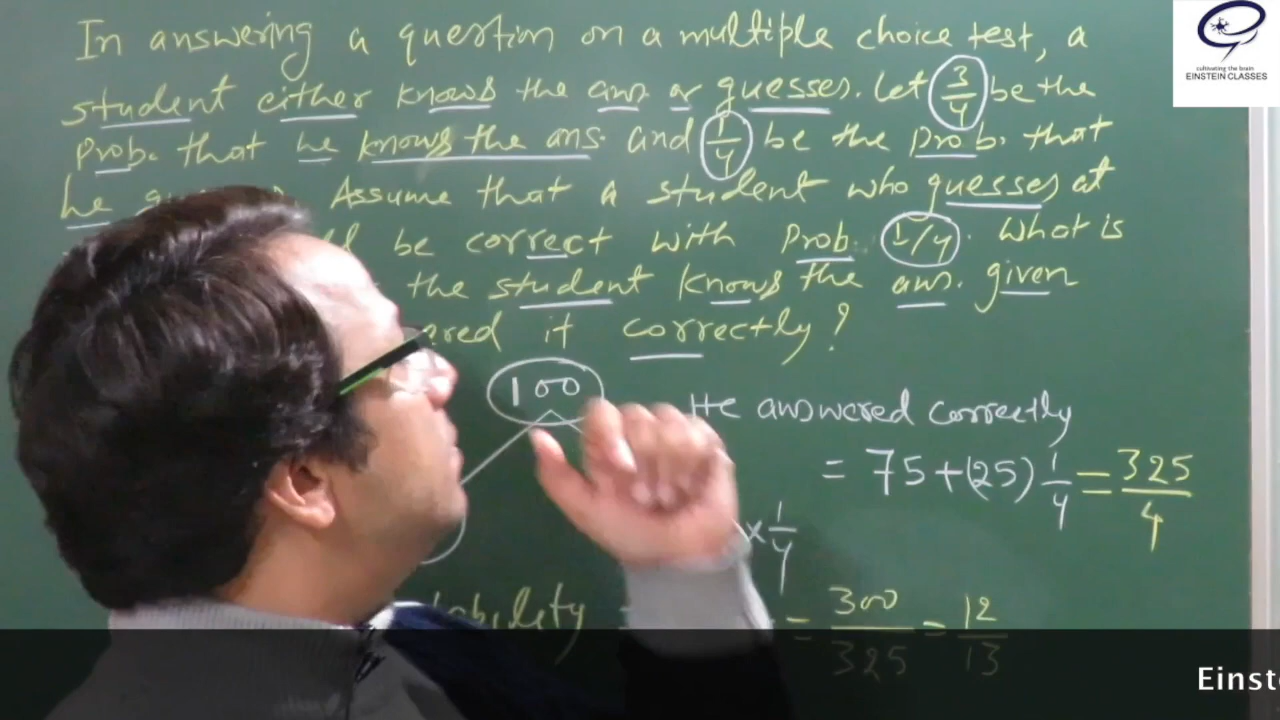 In answering a question on a multiple choice test, a
student either knows the ans. or guesses. Let 3/4 be the
Prob. that he knows the ans. and 1/4 be the prob. that
he Assume that a student who guesses at
be correct with Prob. 1/4. What is
the student knows the ans. given
it correctly?
100
He answered correctly
= 75+(25) 1/4 = 325/4
× 1/4
= 300/325 = 12/13
cultivating the brain
EINSTEIN CLASSES